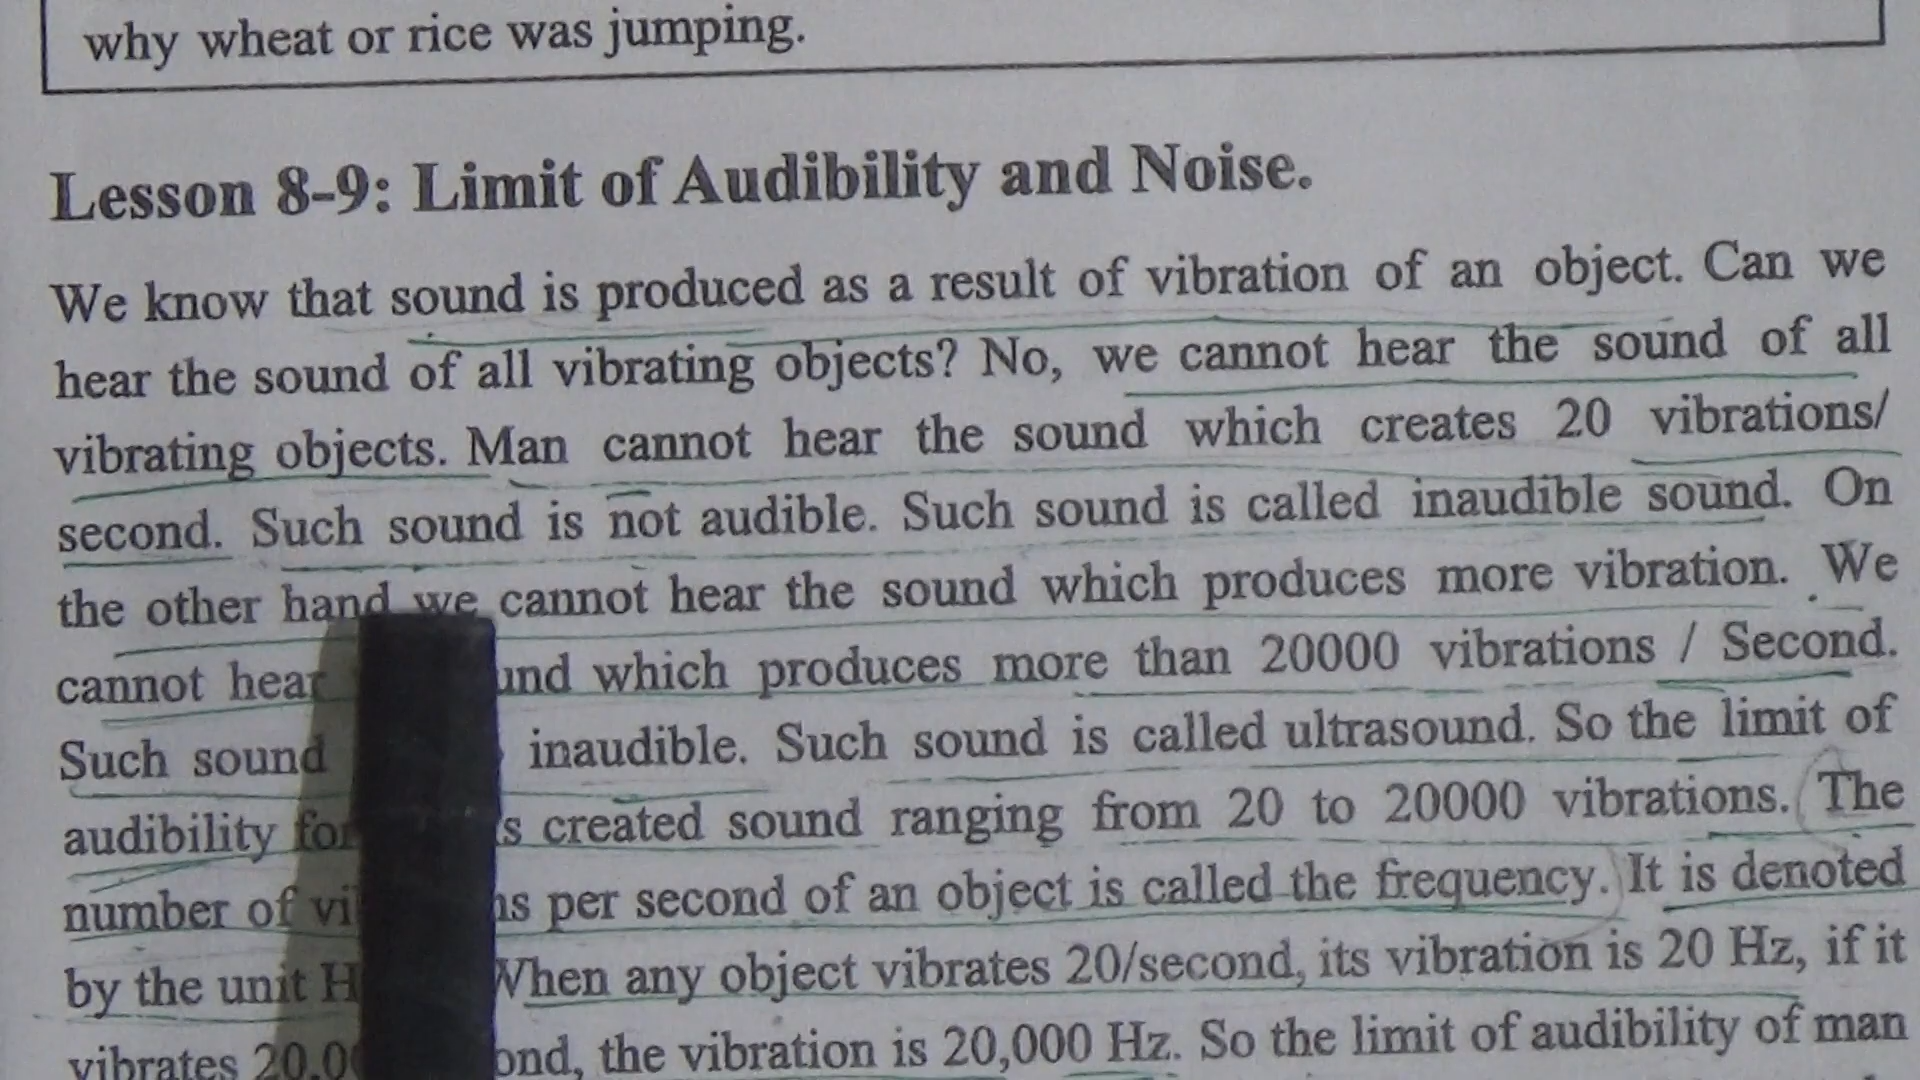 why wheat or rice was jumping.
Lesson 8-9: Limit of Audibility and Noise.
We know that sound is produced as a result of vibration of an object. Can we
hear the sound of all vibrating objects? No, we cannot hear the sound of all
vibrating objects. Man cannot hear the sound which creates 20 vibrations/
second. Such sound is not audible. Such sound is called inaudible sound. On
the other hand we cannot hear the sound which produces more vibration. We
cannot hear which produces more than 20000 vibrations / Second.
Such sound inaudible. Such sound is called ultrasound. So the limit of
audibility created sound ranging from 20 to 20000 vibrations. The
number of per second of an object is called the frequency. It is denoted
by the unit When any object vibrates 20/second, its vibration is 20 Hz, if it
vibrates the vibration is 20,000 Hz. So the limit of audibility of man